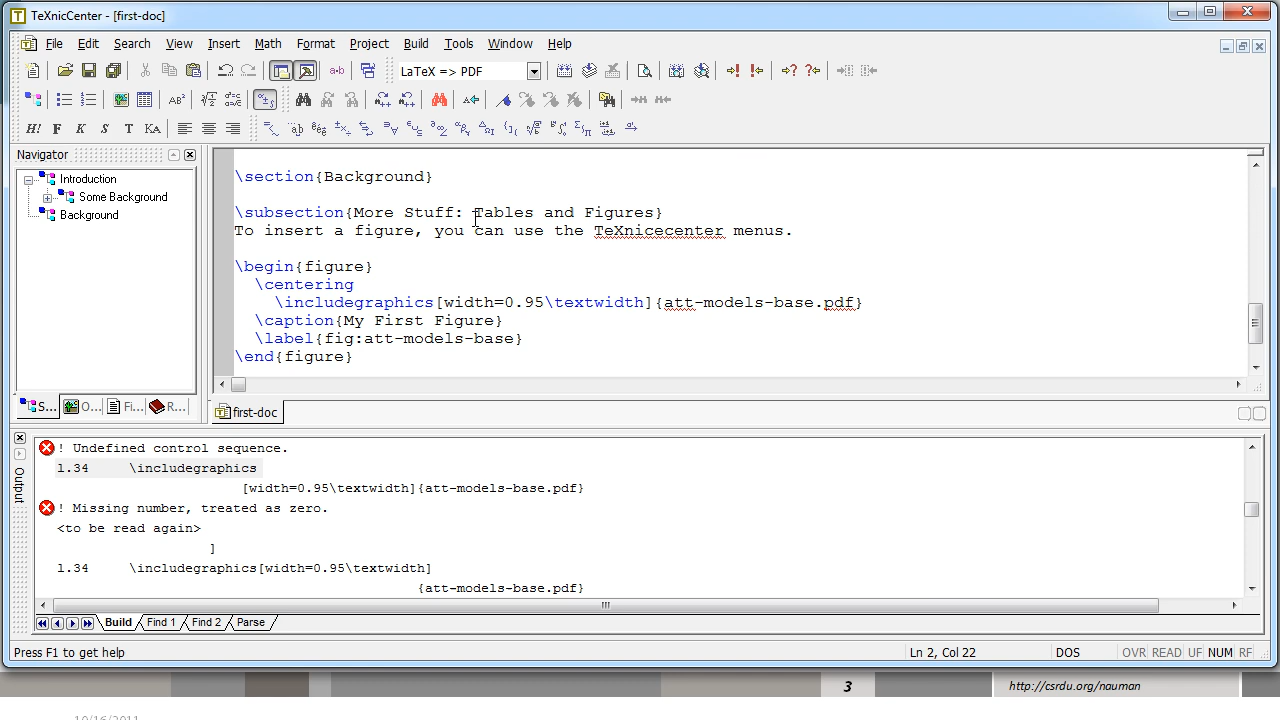 TeXnicCenter - [first-doc]
File Edit Search View Insert Math Format Project Build Tools Window Help
LaTeX => PDF
Navigator
Introduction
Some Background
Background
\section{Background}
\subsection{More Stuff: Tables and Figures}
To insert a figure, you can use the TeXnicecenter menus.
\begin{figure}
\centering
\includegraphics[width=0.95\textwidth]{att-models-base.pdf}
\caption{My First Figure}
\label{fig:att-models-base}
\end{figure}
S... O... Fi... R...
first-doc
Output
! Undefined control sequence.
l.34 \includegraphics
[width=0.95\textwidth]{att-models-base.pdf}
! Missing number, treated as zero.
<to be read again>
]
l.34 \includegraphics[width=0.95\textwidth]
{att-models-base.pdf}
Build Find 1 Find 2 Parse
Press F1 to get help
Ln 2, Col 22 DOS OVR READ UF NUM RF
3
http://csrdu.org/nauman
10/16/2011